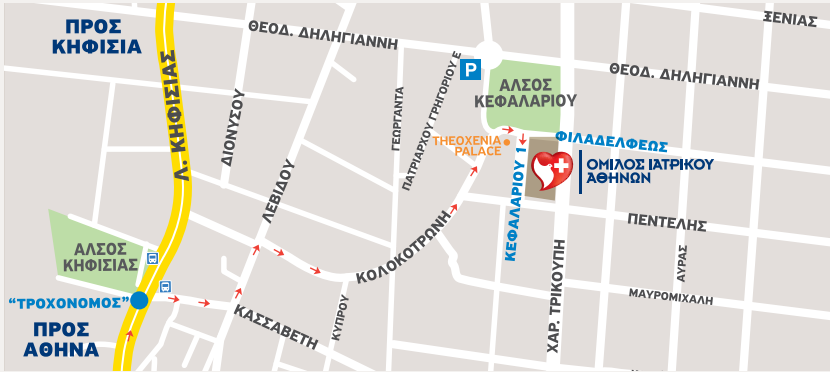 ΠΡΟΣ
ΚΗΦΙΣΙΑ
ΘΕΟΔ. ΔΗΛΗΓΙΑΝΝΗ
ΞΕΝΙΑΣ
ΘΕΟΔ. ΔΗΛΗΓΙΑΝΝΗ
P
ΑΛΣΟΣ
ΚΕΦΑΛΑΡΙΟΥ
Λ. ΚΗΦΙΣΙΑΣ
ΔΙΟΝΥΣΟΥ
ΛΕΒΙΔΟΥ
ΓΕΩΡΓΑΝΤΑ
ΠΑΤΡΙΑΡΧΟΥ ΓΡΗΓΟΡΙΟΥ Ε
THEOXENIA
PALACE
ΦΙΛΑΔΕΛΦΕΩΣ
ΟΜΙΛΟΣ ΙΑΤΡΙΚΟΥ
ΑΘΗΝΩΝ
ΚΕΦΑΛΑΡΙΟΥ 1
ΠΕΝΤΕΛΗΣ
ΚΟΛΟΚΟΤΡΩΝΗ
ΧΑΡ. ΤΡΙΚΟΥΠΗ
ΑΥΡΑΣ
ΜΑΥΡΟΜΙΧΑΛΗ
ΑΛΣΟΣ
ΚΗΦΙΣΙΑΣ
"ΤΡΟΧΟΝΟΜΟΣ"
ΚΑΣΣΑΒΕΤΗ
ΚΥΠΡΟΥ
ΠΡΟΣ
ΑΘΗΝΑ